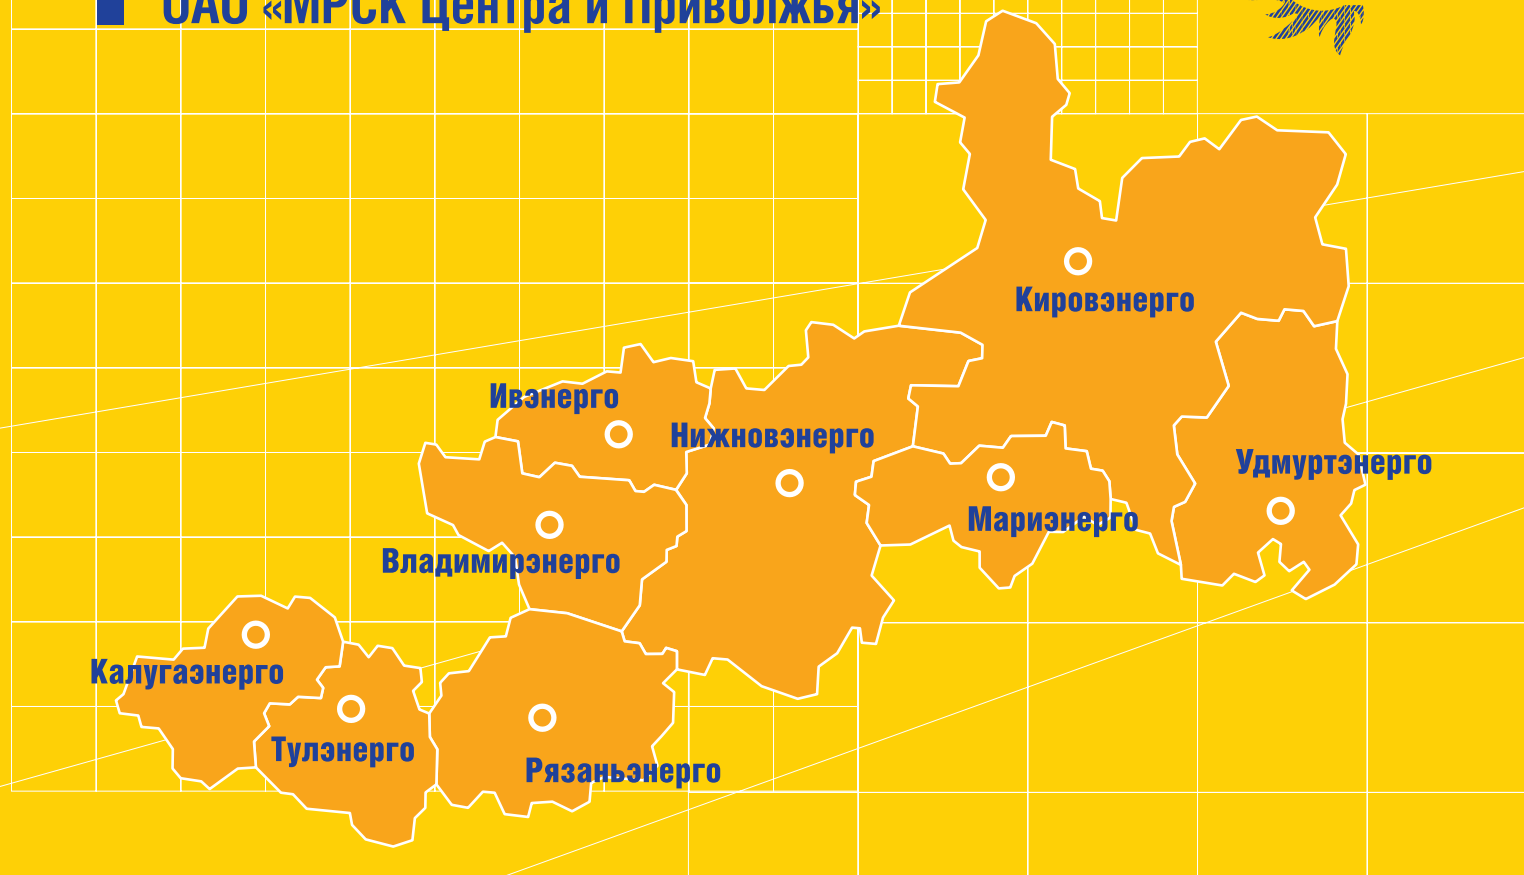 ОАО «МРСК Центра и Приволжья»
Кировэнерго
Ивэнерго
Нижновэнерго
Удмуртэнерго
Мариэнерго
Владимирэнерго
Калугаэнерго
Тулэнерго
Рязаньэнерго